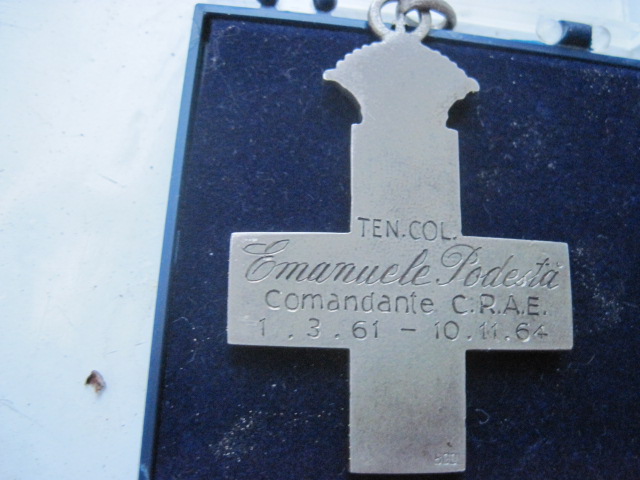 TEN.COL.
Emanuele Podestà
Comandante C.R.A.E.
1.3.61 - 10.11.64